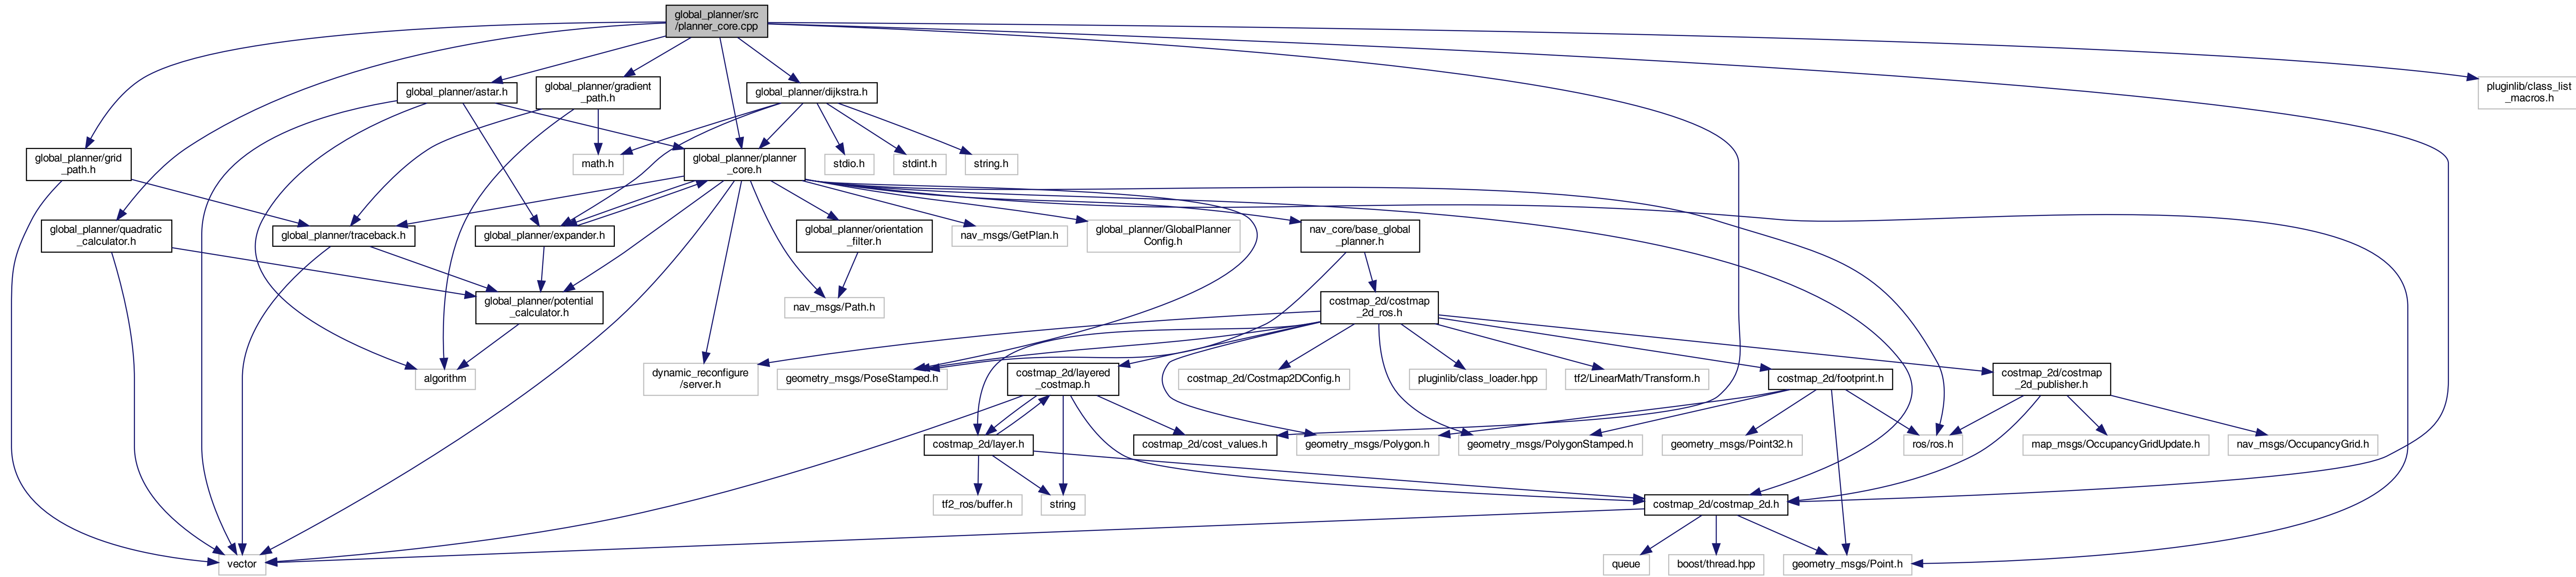 global_planner/src
/planner_core.cpp
global_planner/astar.h
global_planner/gradient
_path.h
global_planner/dijkstra.h
pluginlib/class_list
_macros.h
global_planner/grid
_path.h
math.h
global_planner/planner
_core.h
stdio.h
stdint.h
string.h
global_planner/quadratic
_calculator.h
global_planner/traceback.h
global_planner/expander.h
global_planner/orientation
_filter.h
nav_msgs/GetPlan.h
global_planner/GlobalPlanner
Config.h
nav_core/base_global
_planner.h
global_planner/potential
_calculator.h
nav_msgs/Path.h
costmap_2d/costmap
_2d_ros.h
algorithm
dynamic_reconfigure
/server.h
geometry_msgs/PoseStamped.h
costmap_2d/layered
_costmap.h
costmap_2d/Costmap2DConfig.h
pluginlib/class_loader.hpp
tf2/LinearMath/Transform.h
costmap_2d/footprint.h
costmap_2d/costmap
_2d_publisher.h
costmap_2d/layer.h
costmap_2d/cost_values.h
geometry_msgs/Polygon.h
geometry_msgs/PolygonStamped.h
geometry_msgs/Point32.h
ros/ros.h
map_msgs/OccupancyGridUpdate.h
nav_msgs/OccupancyGrid.h
tf2_ros/buffer.h
string
costmap_2d/costmap_2d.h
vector
queue
boost/thread.hpp
geometry_msgs/Point.h